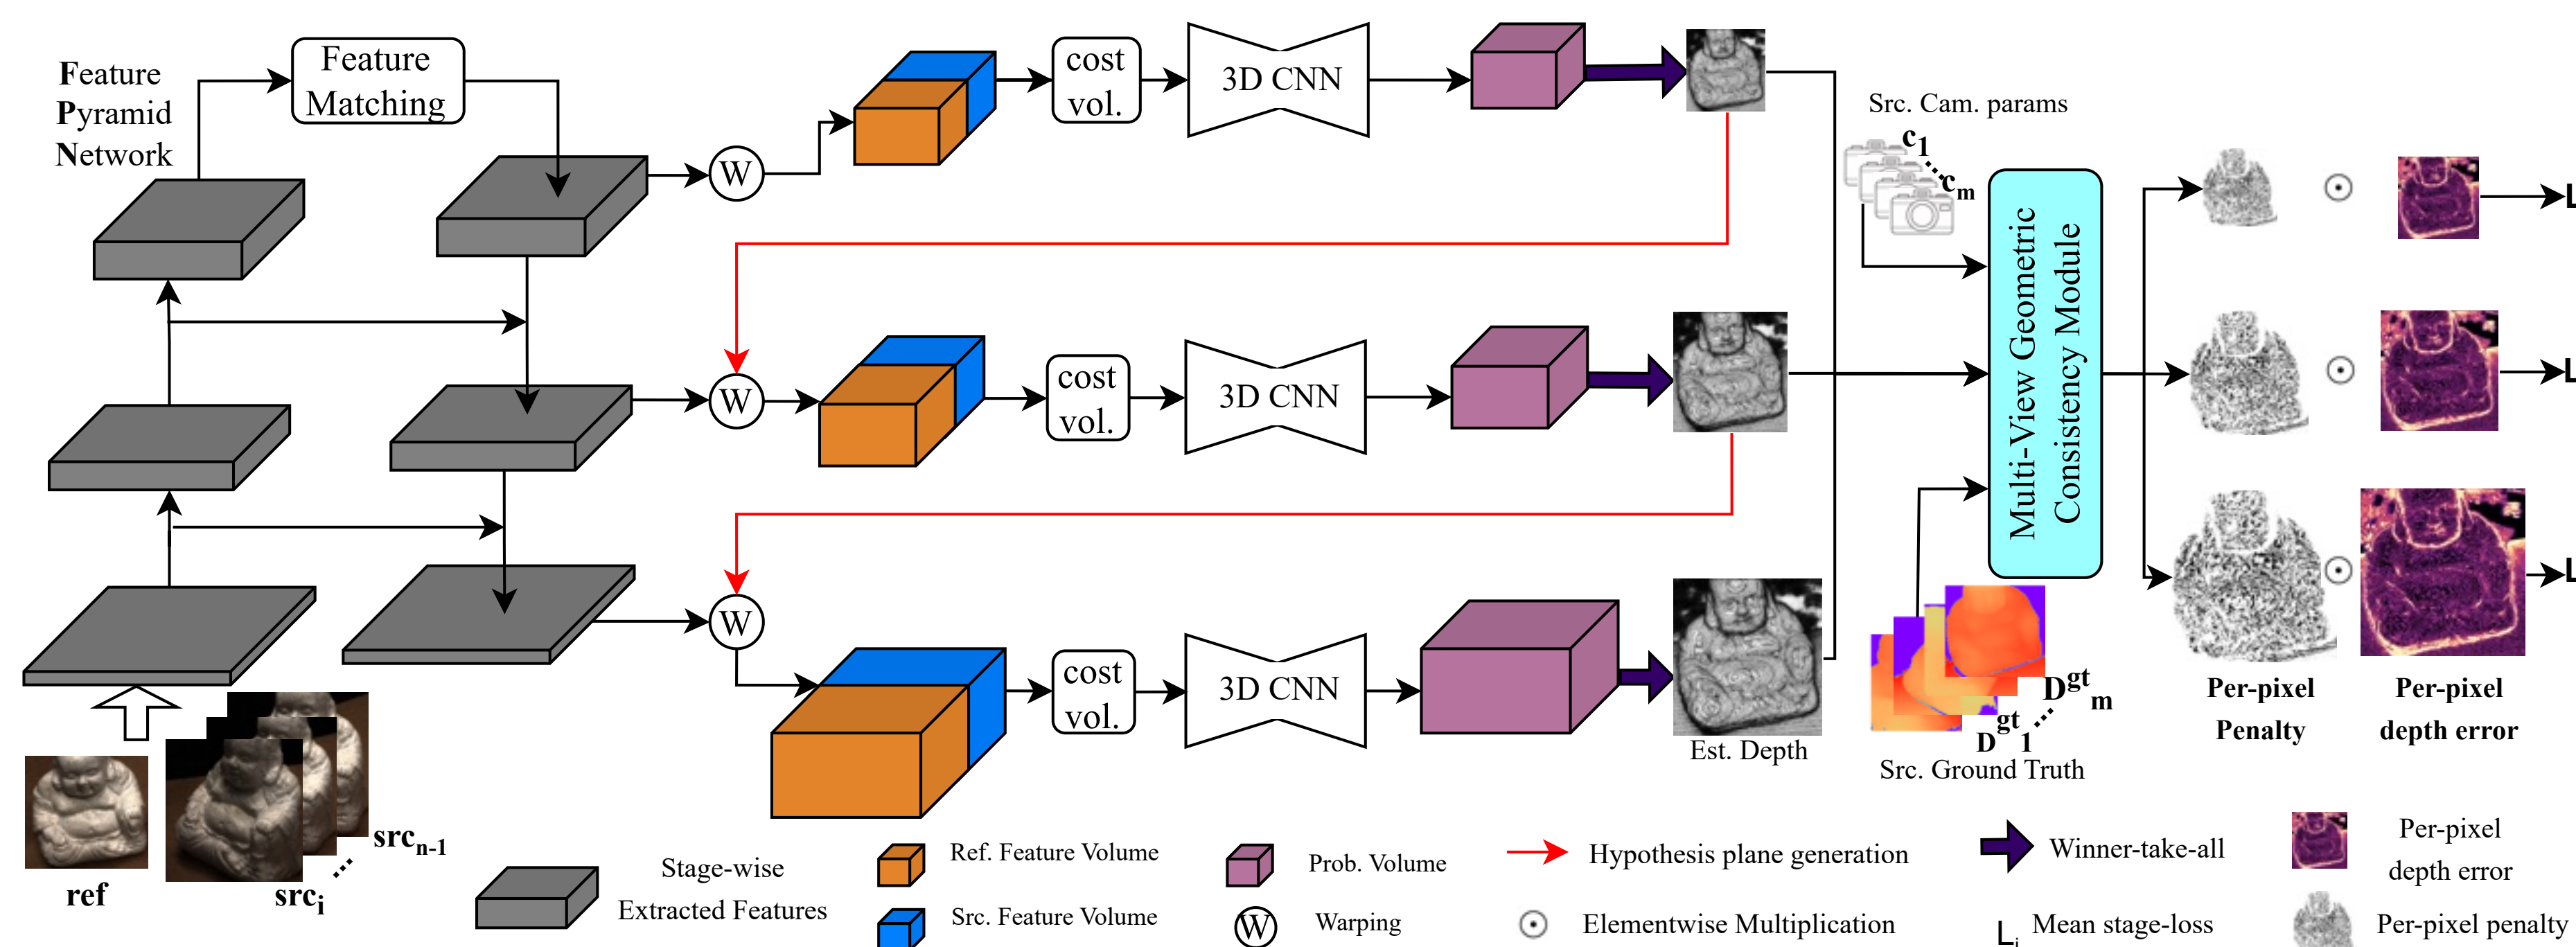 Feature
Pyramid
Network
Feature
Matching
W
cost
vol.
3D CNN
Src. Cam. params
c1
cm
L
W
cost
vol.
3D CNN
Multi-View Geometric
Consistency Module
L
W
cost
vol.
3D CNN
Est. Depth
D^gt_m
D^gt_1
Src. Ground Truth
L
Per-pixel
Penalty
Per-pixel
depth error
ref
srci
srcn-1
Stage-wise
Extracted Features
Ref. Feature Volume
Src. Feature Volume
Prob. Volume
W
Warping
Hypothesis plane generation
Elementwise Multiplication
Winner-take-all
Li
Mean stage-loss
Per-pixel
depth error
Per-pixel penalty